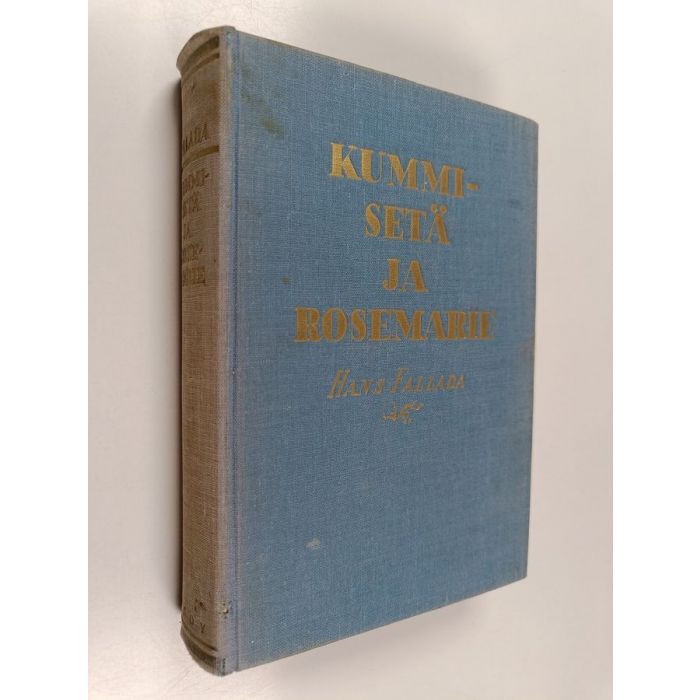 KUMMI-
SETÄ
JA
ROSEMARIE
HANS FALLADA